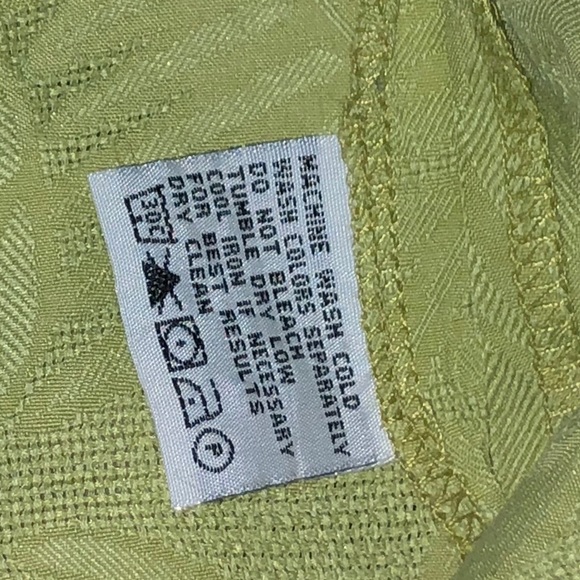 MACHINE WASH COLD
WASH COLORS SEPARATELY
DO NOT BLEACH
TUMBLE DRY LOW
COOL IRON IF NECESSARY
FOR BEST RESULTS
DRY CLEAN
30C
P